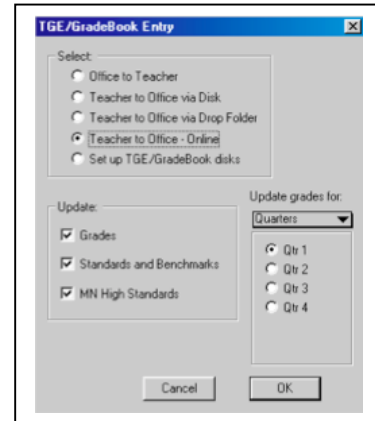 TGE/GradeBook Entry
Select:
Office to Teacher
Teacher to Office via Disk
Teacher to Office via Drop Folder
Teacher to Office - Online
Set up TGE/GradeBook disks
Update:
Grades
Standards and Benchmarks
MN High Standards
Update grades for:
Quarters
Qtr 1
Qtr 2
Qtr 3
Qtr 4
Cancel
OK